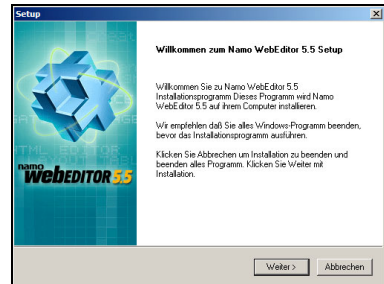 Setup
Willkommen zum Namo WebEditor 5.5 Setup
Willkommen Sie zu Namo WebEditor 5.5
Installationsprogramm Dieses Programm wird Namo
WebEditor 5.5 auf ihrem Computer installieren.
Wir empfehlen daß Sie alles Windows-Programm beenden,
bevor das Installationsprogramm ausführen.
Klicken Sie Abbrechen um Installation zu beenden und
beenden alles Programm. Klicken Sie Weiter mit
Installation.
namo
WebEDITOR 5.5
Weiter >
Abbrechen